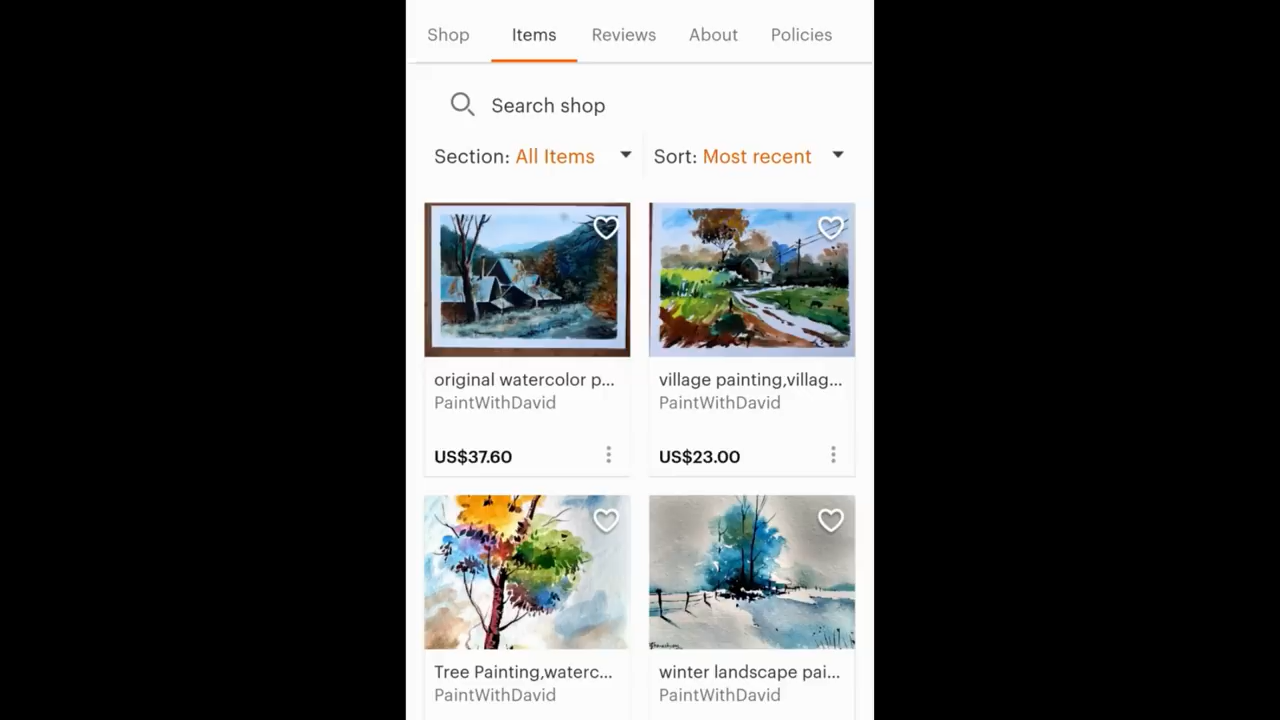 Shop Items Reviews About Policies
Search shop
Section: All Items Sort: Most recent
original watercolor p... village painting,villag...
PaintWithDavid PaintWithDavid
US$37.60 US$23.00
Tree Painting,waterc... winter landscape pai...
PaintWithDavid PaintWithDavid